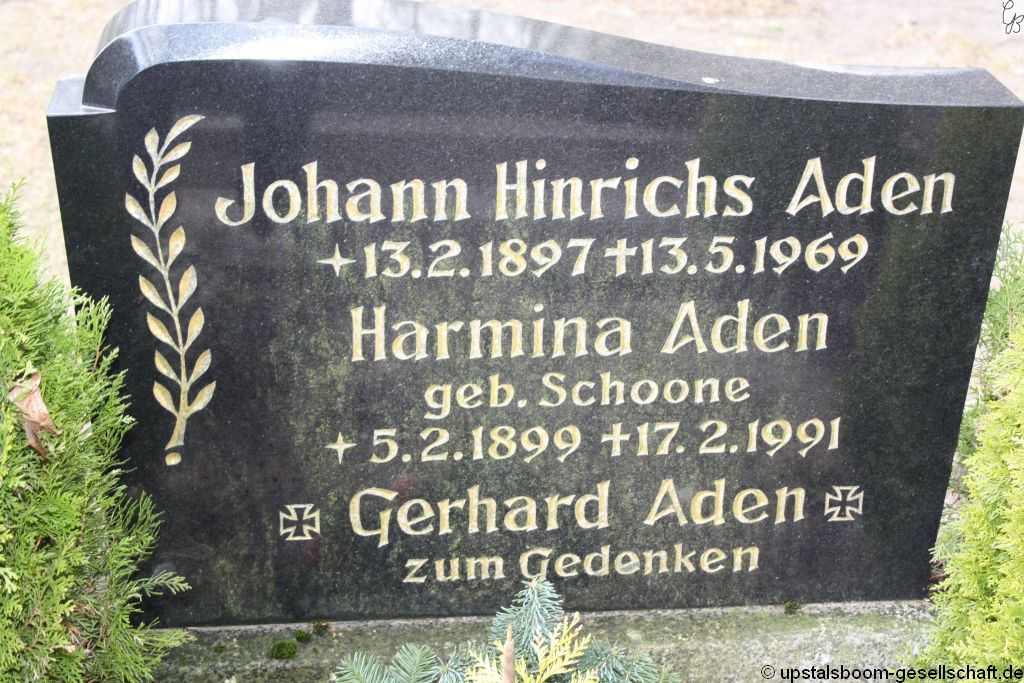 Johann Hinrichs Aden
✦13.2.1897 ✝13.5.1969
Harmina Aden
geb. Schoone
✦5.2.1899 ✝17.2.1991
Gerhard Aden
zum Gedenken
© upstalsboom-gesellschaft.de